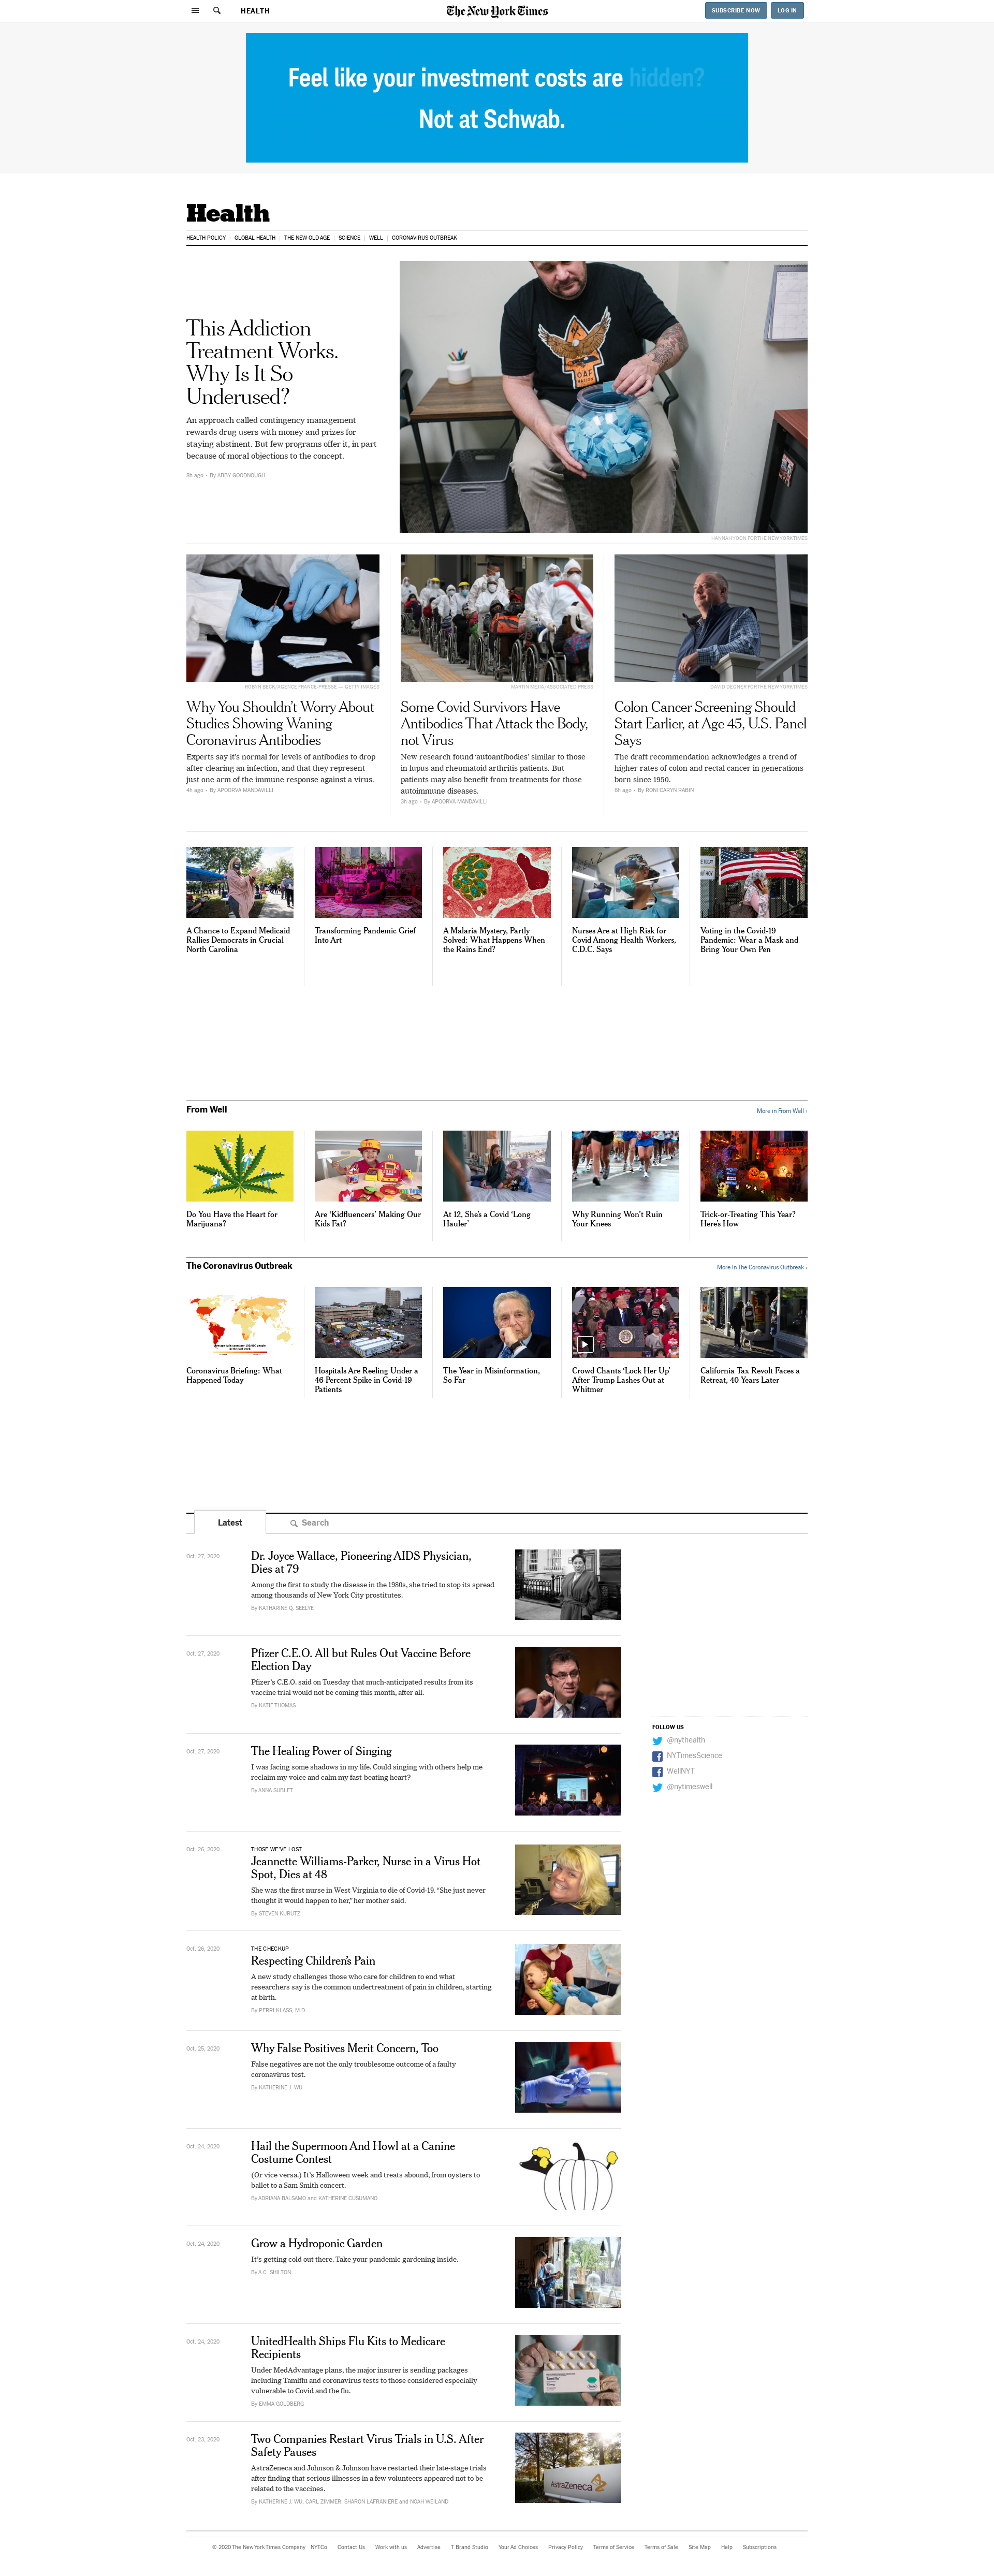 HEALTH
The New York Times
SUBSCRIBE NOW
LOG IN
Feel like your investment costs are hidden?
Not at Schwab.
Health
HEALTH POLICY
GLOBAL HEALTH
THE NEW OLD AGE
SCIENCE
WELL
CORONAVIRUS OUTBREAK
This Addiction
Treatment Works.
Why Is It So
Underused?
An approach called contingency management
rewards drug users with money and prizes for
staying abstinent. But few programs offer it, in part
because of moral objections to the concept.
8h ago - By ABBY GOODNOUGH
HANNAH YOON FOR THE NEW YORK TIMES
ROBYN BECK/AGENCE FRANCE-PRESSE — GETTY IMAGES
Why You Shouldn't Worry About
Studies Showing Waning
Coronavirus Antibodies
Experts say it's normal for levels of antibodies to drop
after clearing an infection, and that they represent
just one arm of the immune response against a virus.
4h ago - By APOORVA MANDAVILLI
MARTIN MEJIA/ASSOCIATED PRESS
Some Covid Survivors Have
Antibodies That Attack the Body,
not Virus
New research found 'autoantibodies' similar to those
in lupus and rheumatoid arthritis patients. But
patients may also benefit from treatments for those
autoimmune diseases.
3h ago - By APOORVA MANDAVILLI
DAVID DEGNER FOR THE NEW YORK TIMES
Colon Cancer Screening Should
Start Earlier, at Age 45, U.S. Panel
Says
The draft recommendation acknowledges a trend of
higher rates of colon and rectal cancer in generations
born since 1950.
6h ago - By RONI CARYN RABIN
A Chance to Expand Medicaid
Rallies Democrats in Crucial
North Carolina
Transforming Pandemic Grief
Into Art
A Malaria Mystery, Partly
Solved: What Happens When
the Rains End?
Nurses Are at High Risk for
Covid Among Health Workers,
C.D.C. Says
Voting in the Covid-19
Pandemic: Wear a Mask and
Bring Your Own Pen
From Well
More in From Well ›
Do You Have the Heart for
Marijuana?
Are 'Kidfluencers' Making Our
Kids Fat?
At 12, She's a Covid 'Long
Hauler'
Why Running Won't Ruin
Your Knees
Trick-or-Treating This Year?
Here's How
The Coronavirus Outbreak
More in The Coronavirus Outbreak ›
Coronavirus Briefing: What
Happened Today
Hospitals Are Reeling Under a
46 Percent Spike in Covid-19
Patients
The Year in Misinformation,
So Far
Crowd Chants 'Lock Her Up'
After Trump Lashes Out at
Whitmer
California Tax Revolt Faces a
Retreat, 40 Years Later
Latest
Search
Oct. 27, 2020
Dr. Joyce Wallace, Pioneering AIDS Physician,
Dies at 79
Among the first to study the disease in the 1980s, she tried to stop its spread
among thousands of New York City prostitutes.
By KATHARINE Q. SEELYE
Oct. 27, 2020
Pfizer C.E.O. All but Rules Out Vaccine Before
Election Day
Pfizer's C.E.O. said on Tuesday that much-anticipated results from its
vaccine trial would not be coming this month, after all.
By KATIE THOMAS
FOLLOW US
@nythealth
NYTimesScience
WellNYT
@nytimeswell
Oct. 27, 2020
The Healing Power of Singing
I was facing some shadows in my life. Could singing with others help me
reclaim my voice and calm my fast-beating heart?
By ANNA SUBLET
Oct. 26, 2020
THOSE WE'VE LOST
Jeannette Williams-Parker, Nurse in a Virus Hot
Spot, Dies at 48
She was the first nurse in West Virginia to die of Covid-19. "She just never
thought it would happen to her," her mother said.
By STEVEN KURUTZ
Oct. 26, 2020
THE CHECKUP
Respecting Children's Pain
A new study challenges those who care for children to end what
researchers say is the common undertreatment of pain in children, starting
at birth.
By PERRI KLASS, M.D.
Oct. 25, 2020
Why False Positives Merit Concern, Too
False negatives are not the only troublesome outcome of a faulty
coronavirus test.
By KATHERINE J. WU
Oct. 24, 2020
Hail the Supermoon And Howl at a Canine
Costume Contest
(Or vice versa.) It's Halloween week and treats abound, from oysters to
ballet to a Sam Smith concert.
By ADRIANA BALSAMO and KATHERINE CUSUMANO
Oct. 24, 2020
Grow a Hydroponic Garden
It's getting cold out there. Take your pandemic gardening inside.
By A.C. SHILTON
Oct. 24, 2020
UnitedHealth Ships Flu Kits to Medicare
Recipients
Under MedAdvantage plans, the major insurer is sending packages
including Tamiflu and coronavirus tests to those considered especially
vulnerable to Covid and the flu.
By EMMA GOLDBERG
Oct. 23, 2020
Two Companies Restart Virus Trials in U.S. After
Safety Pauses
AstraZeneca and Johnson & Johnson have restarted their late-stage trials
after finding that serious illnesses in a few volunteers appeared not to be
related to the vaccines.
By KATHERINE J. WU, CARL ZIMMER, SHARON LAFRANIERE and NOAH WEILAND
AstraZeneca
© 2020 The New York Times Company
NYTCo
Contact Us
Work with us
Advertise
T Brand Studio
Your Ad Choices
Privacy Policy
Terms of Service
Terms of Sale
Site Map
Help
Subscriptions